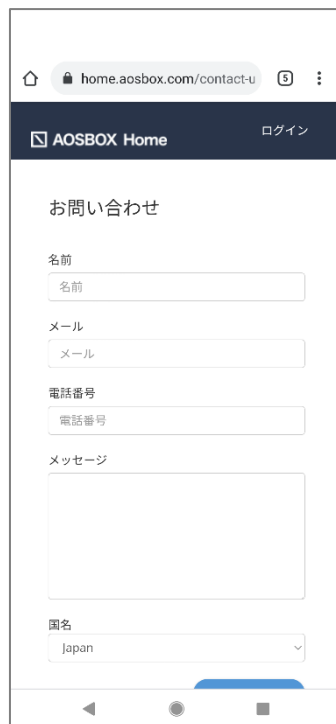 home.aosbox.com/contact-u
5
AOSBOX Home
ログイン
お問い合わせ
名前
名前
メール
メール
電話番号
電話番号
メッセージ
国名
Japan